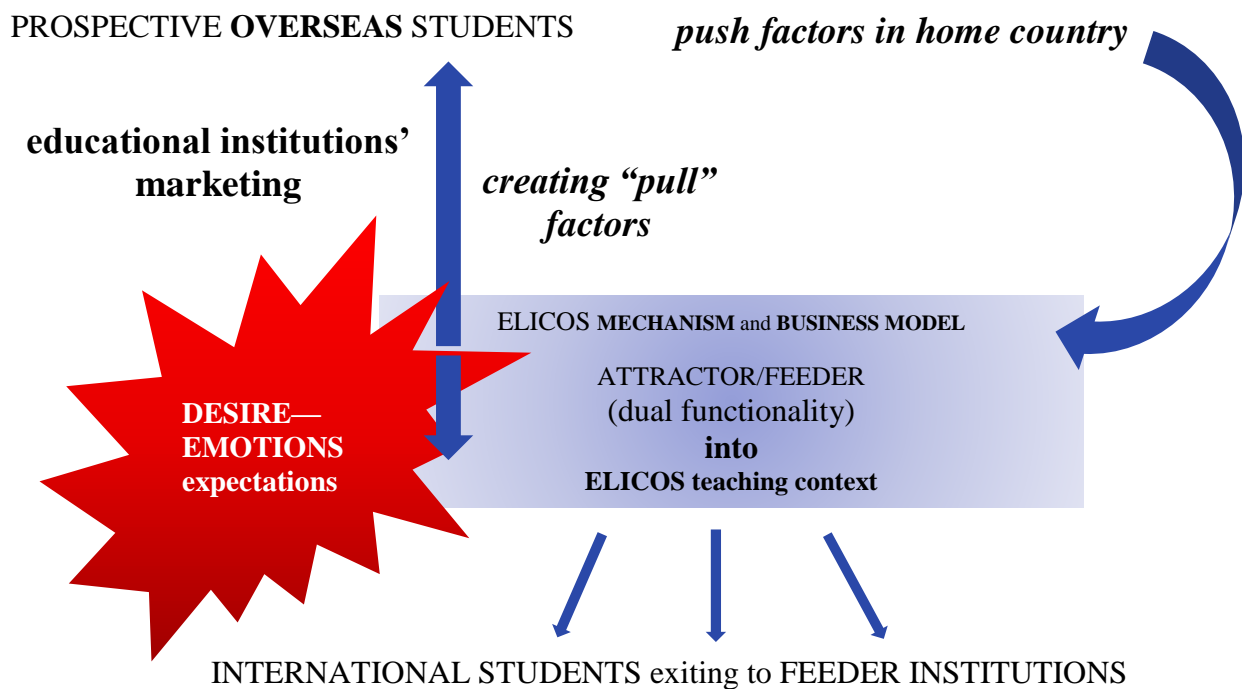 PROSPECTIVE OVERSEAS STUDENTS
push factors in home country
educational institutions’
marketing
creating “pull”
factors
ELICOS MECHANISM and BUSINESS MODEL
ATTRACTOR/FEEDER
(dual functionality)
into
ELICOS teaching context
DESIRE—
EMOTIONS
expectations
INTERNATIONAL STUDENTS exiting to FEEDER INSTITUTIONS